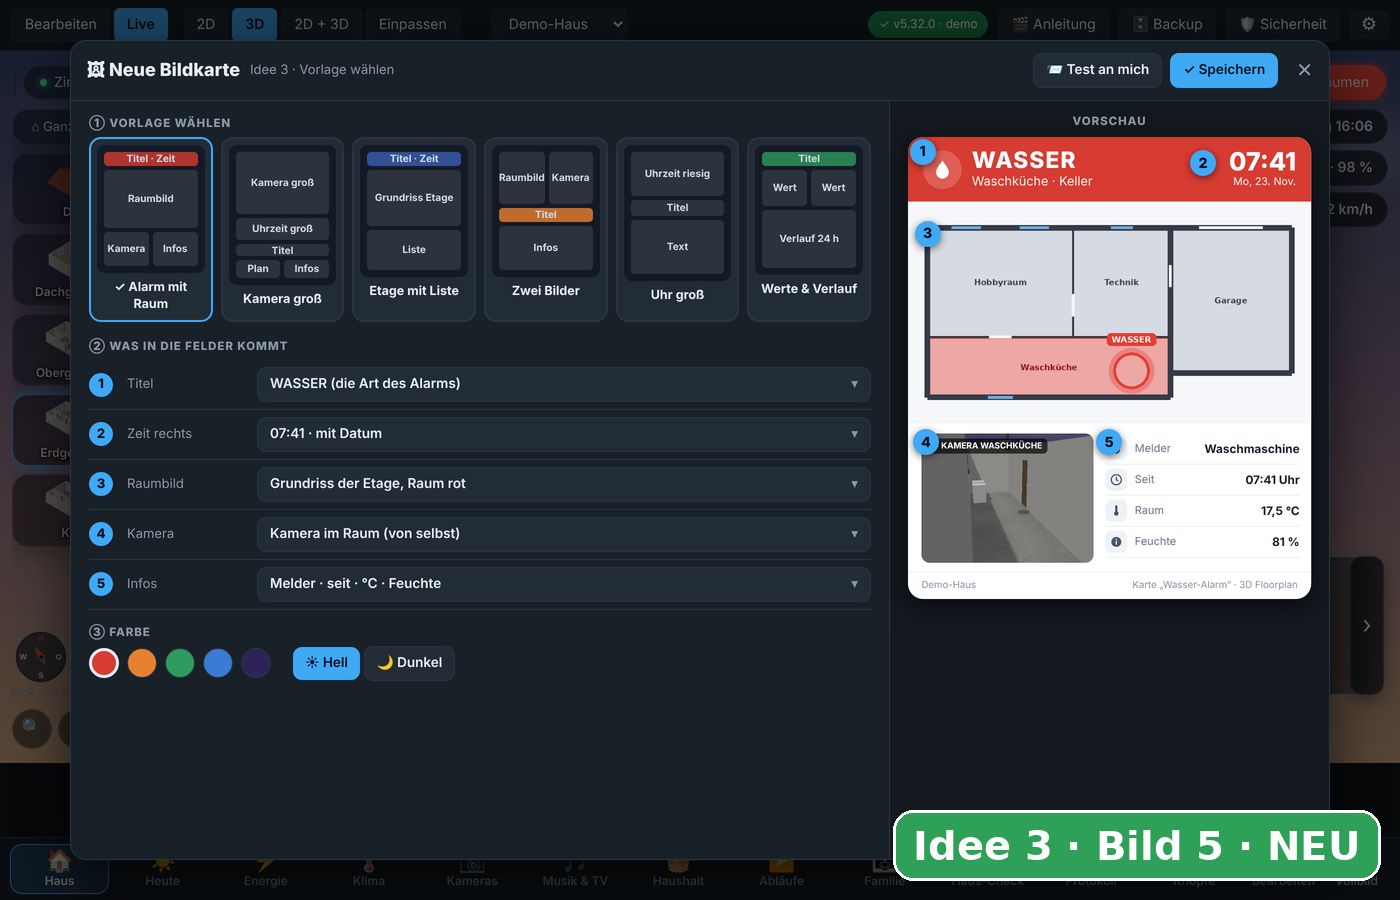 Bearbeiten
Live
2D
3D
2D + 3D
Einpassen
Demo-Haus
✓ v5.32.0 · demo
Anleitung
Backup
Sicherheit
Neue Bildkarte
Idee 3 · Vorlage wählen
Test an mich
✓ Speichern
✕
① VORLAGE WÄHLEN
Titel · Zeit
Raumbild
Kamera
Infos
✓ Alarm mit Raum
Kamera groß
Uhrzeit groß
Titel
Plan
Infos
Kamera groß
Titel · Zeit
Grundriss Etage
Liste
Etage mit Liste
Raumbild
Kamera
Titel
Infos
Zwei Bilder
Uhrzeit riesig
Titel
Text
Uhr groß
Titel
Wert
Wert
Verlauf 24 h
Werte & Verlauf
② WAS IN DIE FELDER KOMMT
1 Titel WASSER (die Art des Alarms)
2 Zeit rechts 07:41 · mit Datum
3 Raumbild Grundriss der Etage, Raum rot
4 Kamera Kamera im Raum (von selbst)
5 Infos Melder · seit · °C · Feuchte
③ FARBE
Hell
Dunkel
VORSCHAU
1
WASSER
Waschküche · Keller
2
07:41
Mo, 23. Nov.
3
Hobbyraum
Technik
Garage
WASSER
Waschküche
4
KAMERA WASCHKÜCHE
5
Melder Waschmaschine
Seit 07:41 Uhr
Raum 17,5 °C
Feuchte 81 %
Demo-Haus
Karte „Wasser-Alarm“ · 3D Floorplan
16:06
98 %
km/h
N
W
O
S
Haus
Heute
Energie
Klima
Kameras
Musik & TV
Haushalt
Abläufe
Familie
Idee 3 · Bild 5 · NEU